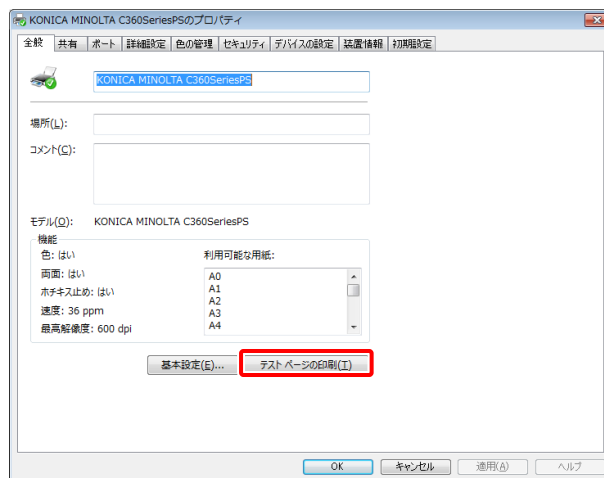 KONICA MINOLTA C360SeriesPSのプロパティ
全般 共有 ポート 詳細設定 色の管理 セキュリティ デバイスの設定 装置情報 初期設定
KONICA MINOLTA C360SeriesPS
場所(L):
コメント(C):
モデル(O): KONICA MINOLTA C360SeriesPS
機能
色: はい 利用可能な用紙:
両面: はい A0
ホチキス止め: はい A1
A2
速度: 36 ppm A3
最高解像度: 600 dpi A4
基本設定(E)... テスト ページの印刷(T)
OK キャンセル 適用(A) ヘルプ